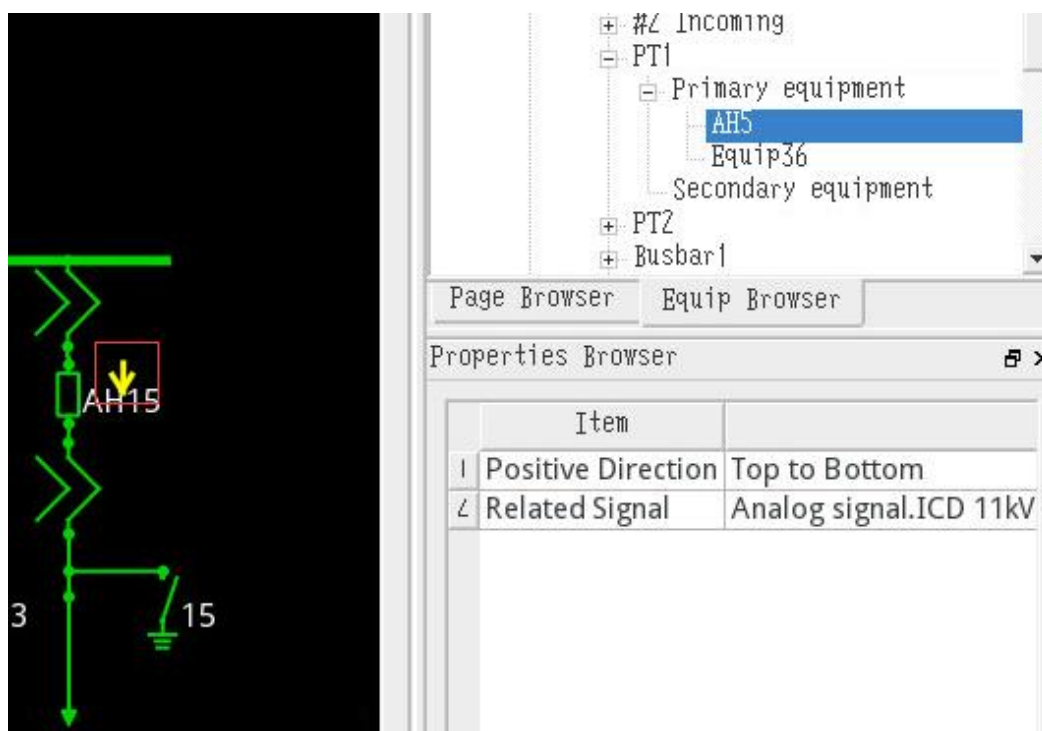 #2 Incoming
PT1
Primary equipment
AH5
Equip36
Secondary equipment
PT2
Busbar1
Page Browser
Equip Browser
Properties Browser
Item
1 Positive Direction Top to Bottom
2 Related Signal Analog signal.ICD 11kV
AH15
3
15